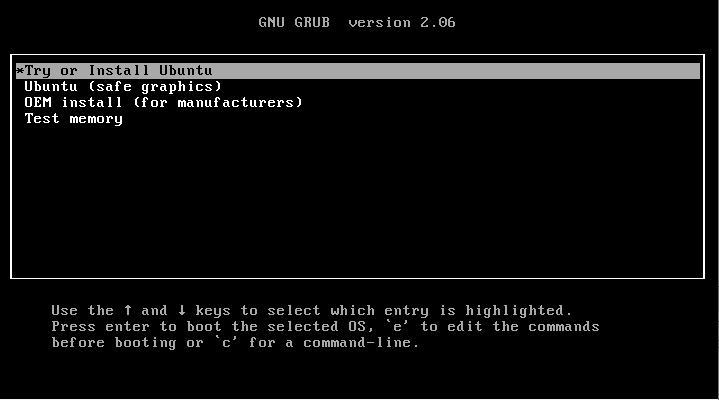 GNU GRUB  version 2.06
*Try or Install Ubuntu
Ubuntu (safe graphics)
OEM install (for manufacturers)
Test memory
Use the ↑ and ↓ keys to select which entry is highlighted.
Press enter to boot the selected OS, `e' to edit the commands
before booting or `c' for a command-line.